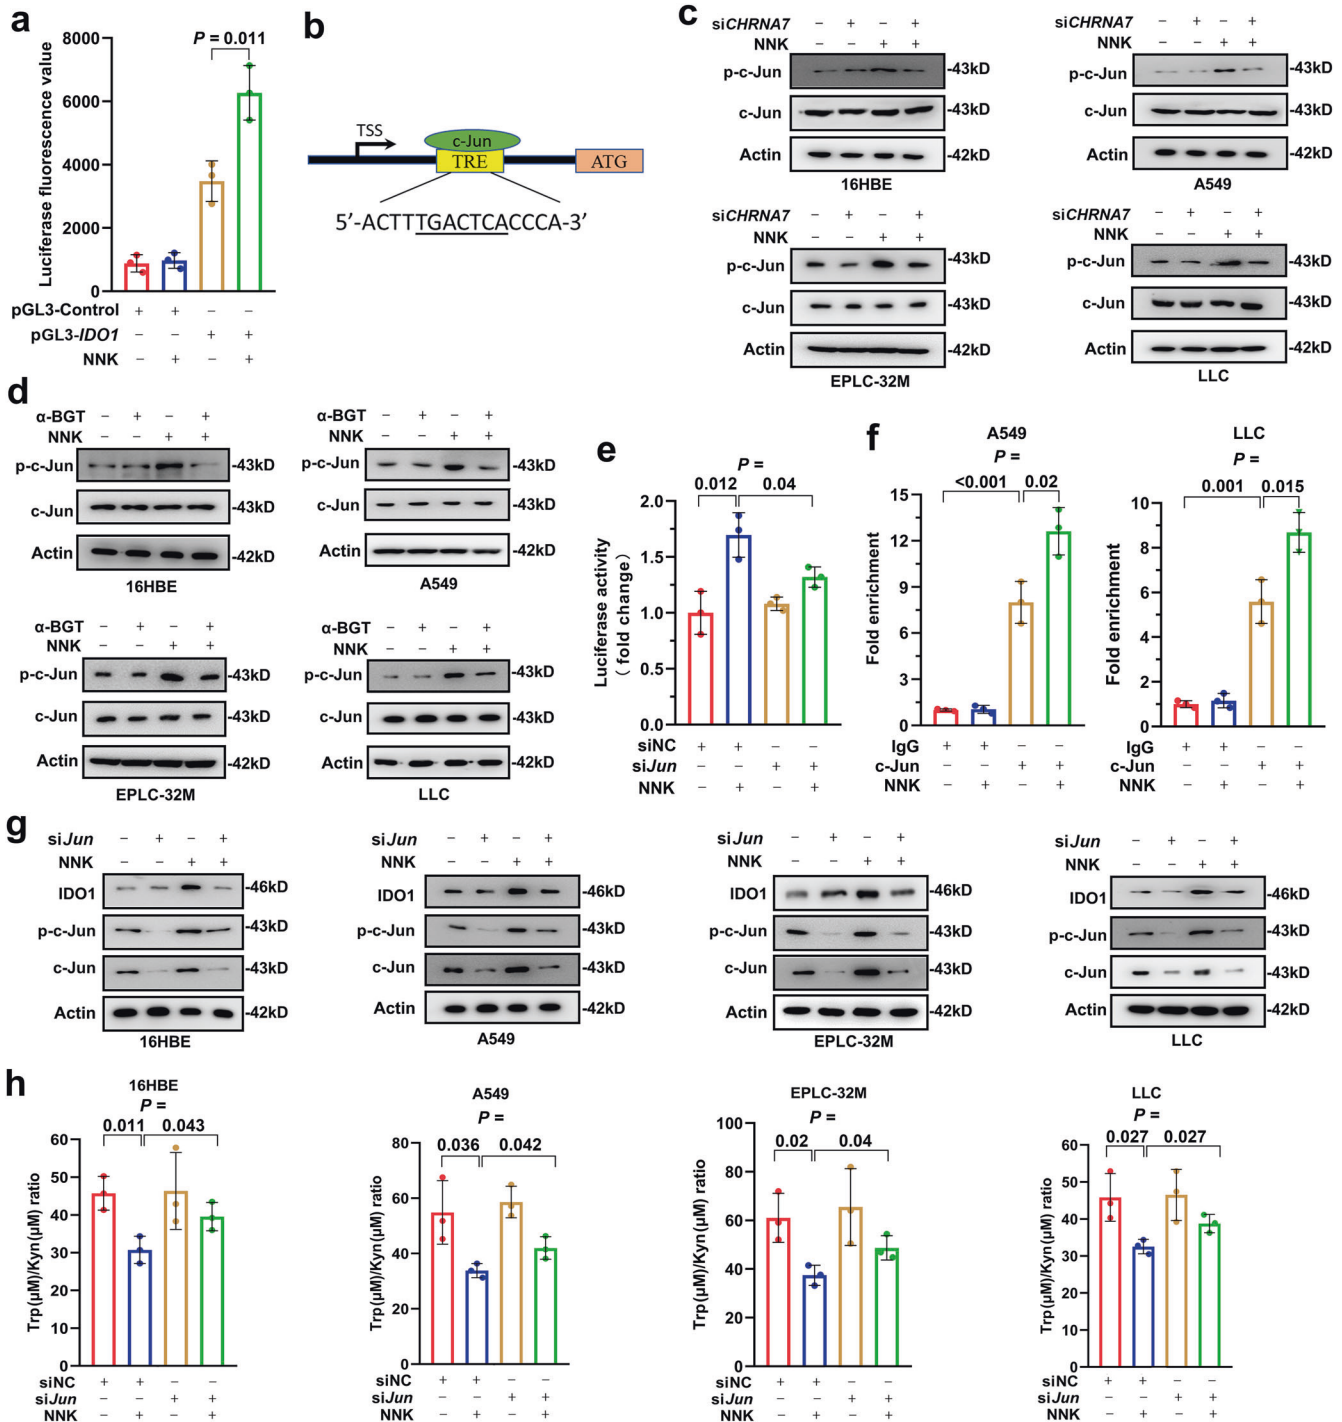 a
P = 0.011
Luciferase fluorescence value
8000
6000
4000
2000
0
pGL3-Control + + – –
pGL3-IDO1 – – + +
NNK – + – +
b
TSS
c-Jun
TRE
ATG
5′-ACTTTGACTCACCCA-3′
c
siCHRNA7 – + – +
NNK – – + +
p-c-Jun -43kD
c-Jun -43kD
Actin -42kD
16HBE
siCHRNA7 – + – +
NNK – – + +
p-c-Jun -43kD
c-Jun -43kD
Actin -42kD
A549
siCHRNA7 – + – +
NNK – – + +
p-c-Jun -43kD
c-Jun -43kD
Actin -42kD
EPLC-32M
siCHRNA7 – + – +
NNK – – + +
p-c-Jun -43kD
c-Jun -43kD
Actin -42kD
LLC
d
α-BGT – + – +
NNK – – + +
p-c-Jun -43kD
c-Jun -43kD
Actin -42kD
16HBE
α-BGT – + – +
NNK – – + +
p-c-Jun -43kD
c-Jun -43kD
Actin -42kD
A549
α-BGT – + – +
NNK – – + +
p-c-Jun -43kD
c-Jun -43kD
Actin -42kD
EPLC-32M
α-BGT – + – +
NNK – – + +
p-c-Jun -43kD
c-Jun -43kD
Actin -42kD
LLC
e
P =
0.012 0.04
Luciferase activity
( fold change)
2.0
1.5
1.0
0.5
0.0
siNC + + – –
siJun – – + +
NNK – + – +
f
A549
P =
<0.001 0.02
Fold enrichment
15
12
9
6
3
0
IgG + + – –
c-Jun – – + +
NNK – + – +
LLC
P =
0.001 0.015
Fold enrichment
10
8
6
4
2
0
IgG + + – –
c-Jun – – + +
NNK – + – +
g
siJun – + – +
NNK – – + +
IDO1 -46kD
p-c-Jun -43kD
c-Jun -43kD
Actin -42kD
16HBE
siJun – + – +
NNK – – + +
IDO1 -46kD
p-c-Jun -43kD
c-Jun -43kD
Actin -42kD
A549
siJun – + – +
NNK – – + +
IDO1 -46kD
p-c-Jun -43kD
c-Jun -43kD
Actin -42kD
EPLC-32M
siJun – + – +
NNK – – + +
IDO1 -46kD
p-c-Jun -43kD
c-Jun -43kD
Actin -42kD
LLC
h
16HBE
P =
0.011 0.043
Trp(μM)/Kyn(μM) ratio
60
50
40
30
20
10
0
siNC + + – –
siJun – – + +
NNK – + – +
A549
P =
0.036 0.042
Trp(μM)/Kyn(μM) ratio
80
60
40
20
0
siNC + + – –
siJun – – + +
NNK – + – +
EPLC-32M
P =
0.02 0.04
Trp(μM)/Kyn(μM) ratio
100
80
60
40
20
0
siNC + + – –
siJun – – + +
NNK – + – +
LLC
P =
0.027 0.027
Trp(μM)/Kyn(μM) ratio
60
50
40
30
20
10
0
siNC + + – –
siJun – – + +
NNK – + – +